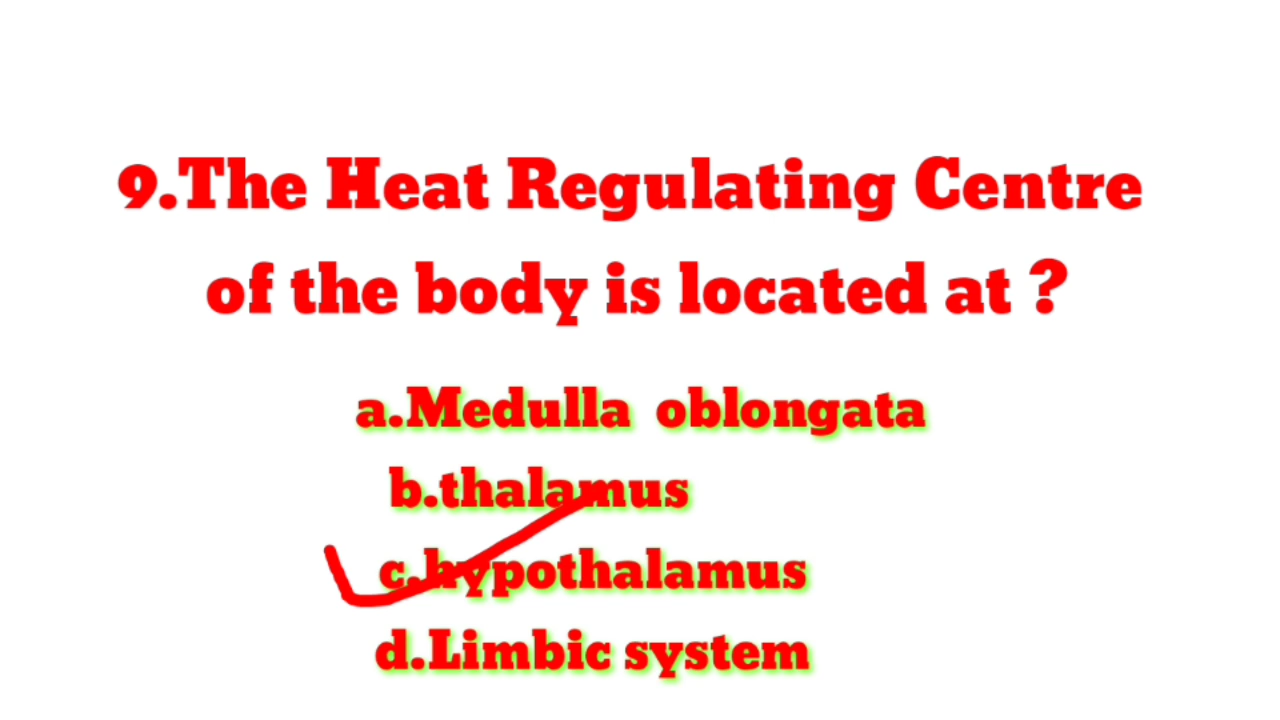 9.The Heat Regulating Centre
of the body is located at ?
a.Medulla oblongata
b.thalamus
c.hypothalamus
d.Limbic system